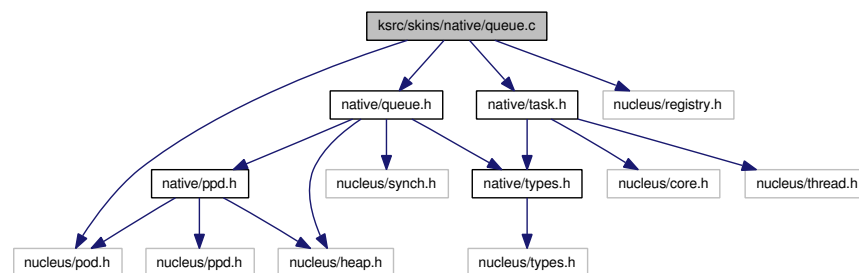 ksrc/skins/native/queue.c
native/queue.h
native/task.h
nucleus/registry.h
native/ppd.h
nucleus/synch.h
native/types.h
nucleus/core.h
nucleus/thread.h
nucleus/pod.h
nucleus/ppd.h
nucleus/heap.h
nucleus/types.h